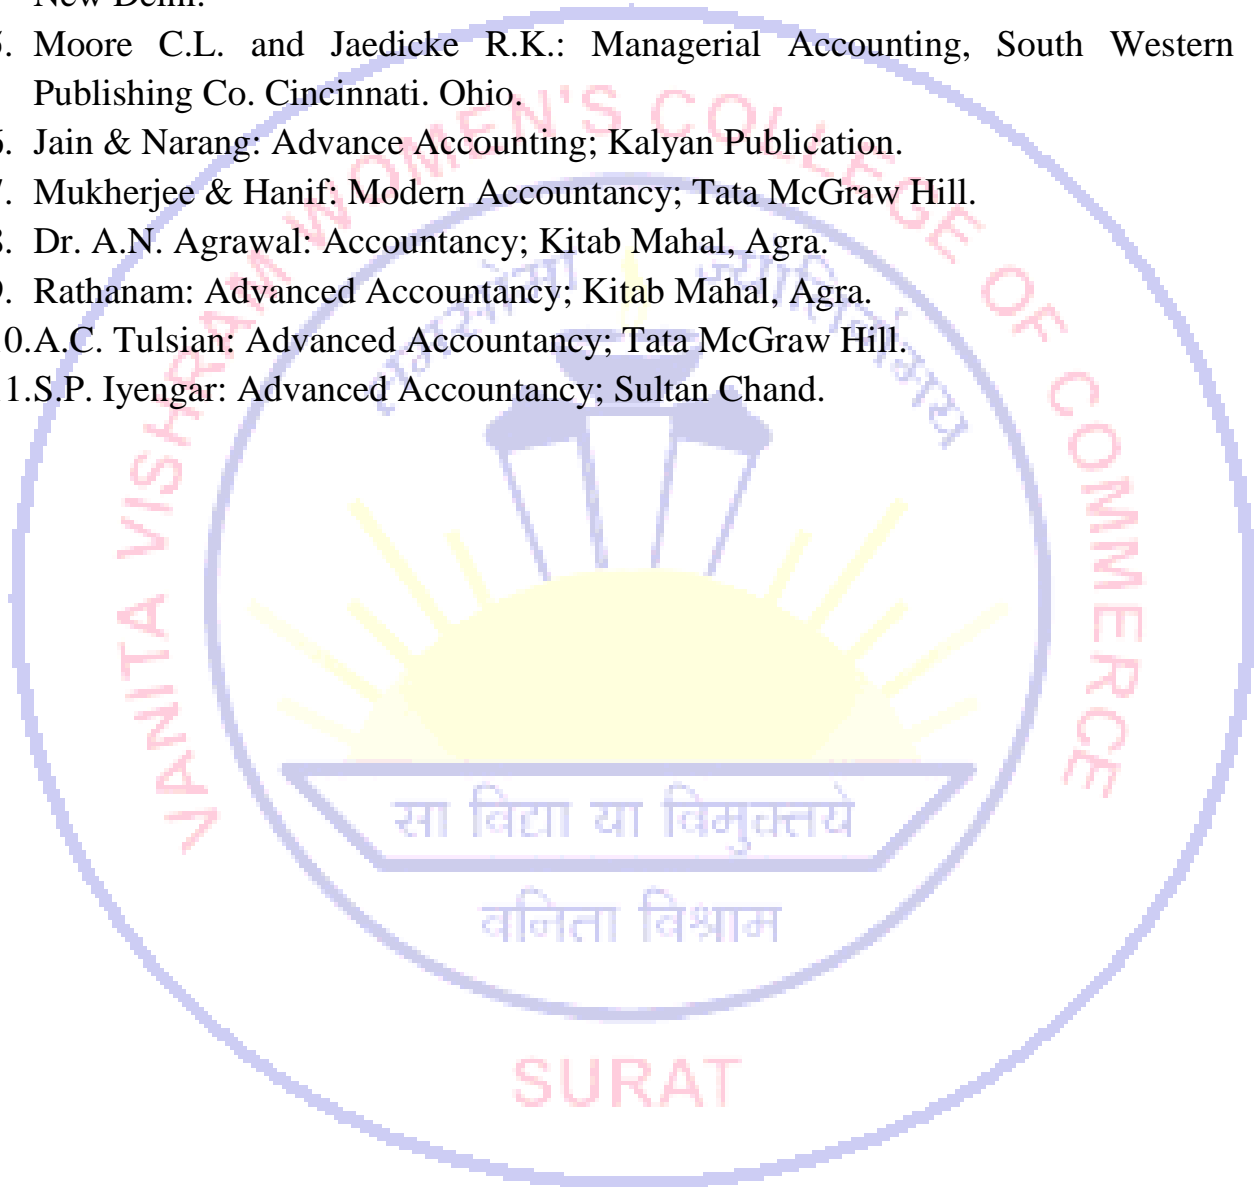 New Delhi.
5. Moore C.L. and Jaedicke R.K.: Managerial Accounting, South Western
Publishing Co. Cincinnati. Ohio.
6. Jain & Narang: Advance Accounting; Kalyan Publication.
7. Mukherjee & Hanif: Modern Accountancy; Tata McGraw Hill.
8. Dr. A.N. Agrawal: Accountancy; Kitab Mahal, Agra.
9. Rathanam: Advanced Accountancy; Kitab Mahal, Agra.
10.A.C. Tulsian: Advanced Accountancy; Tata McGraw Hill.
11.S.P. Iyengar: Advanced Accountancy; Sultan Chand.
VANITA VISHRAM WOMEN'S COLLEGE OF COMMERCE
तमसोमा ज्योतिर्गमय
सा विद्या या विमुक्तये
वनिता विश्राम
SURAT